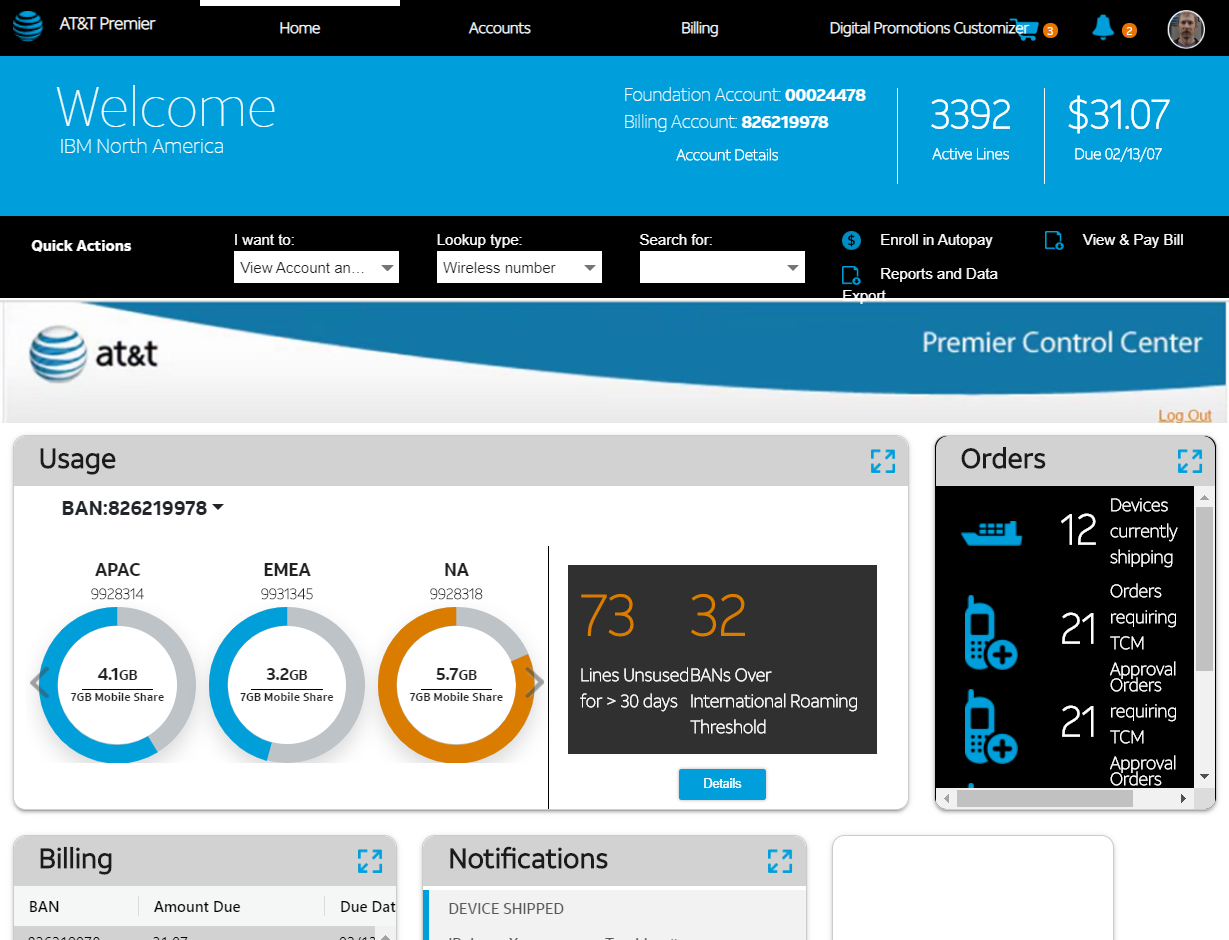 AT&T Premier
Home
Accounts
Billing
Digital Promotions Customizer
3
2
Welcome
IBM North America
Foundation Account: 00024478
Billing Account: 826219978
Account Details
3392
Active Lines
$31.07
Due 02/13/07
Quick Actions
I want to:
View Account an...
Lookup type:
Wireless number
Search for:
$
Enroll in Autopay
View & Pay Bill
Reports and Data
Export
at&t
Premier Control Center
Log Out
Usage
BAN:826219978
APAC
9928314
4.1GB
7GB Mobile Share
EMEA
9931345
3.2GB
7GB Mobile Share
NA
9928318
5.7GB
7GB Mobile Share
73
Lines Unsused
for > 30 days
32
BANs Over
International Roaming
Threshold
Details
Orders
12
Devices
currently
shipping
21
Orders
requiring
TCM
Approval
21
Orders
requiring
TCM
Approval
Orders
Billing
BAN
Amount Due
Due Dat
826219978
31.07
Notifications
DEVICE SHIPPED